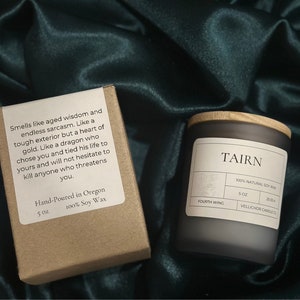 Smells like aged wisdom and
endless sarcasm. Like a
tough exterior but a heart of
gold. Like a dragon who
chose you and tied his life to
yours and will not hesitate to
kill anyone who threatens
you.
Hand-Poured in Oregon
5 oz. 100% Soy Wax
TAIRN
100% NATURAL SOY WAX
5 OZ
FOURTH WING